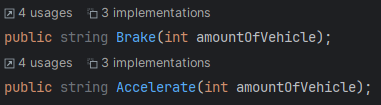 4 usages 3 implementations
public string Brake(int amountOfVehicle);
4 usages 3 implementations
public string Accelerate(int amountOfVehicle);